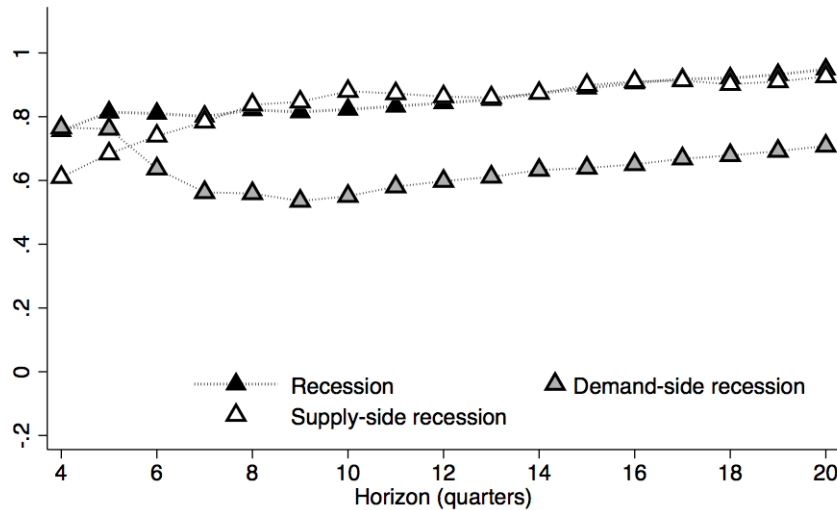 1
.8
.6
.4
.2
0
-.2
Recession
Demand-side recession
Supply-side recession
4 6 8 10 12 14 16 18 20
Horizon (quarters)